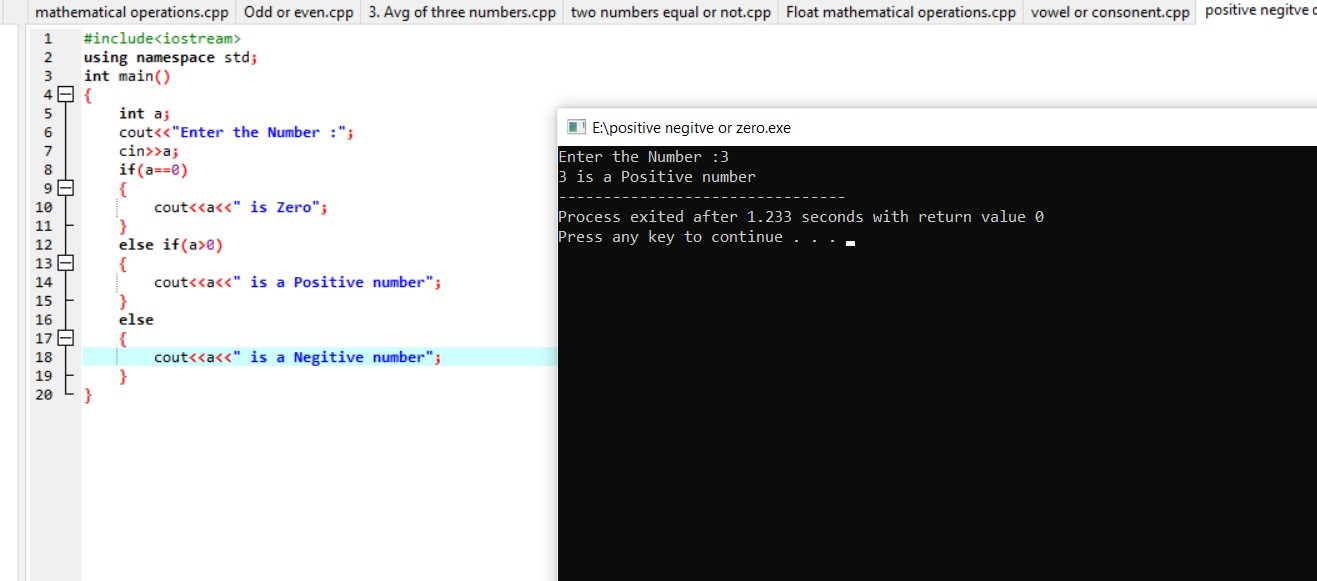 mathematical operations.cpp Odd or even.cpp 3. Avg of three numbers.cpp two numbers equal or not.cpp Float mathematical operations.cpp vowel or consonent.cpp positive negitve
1 #include<iostream>
2 using namespace std;
3 int main()
4 {
5 int a;
6 cout<<"Enter the Number :";
7 cin>>a;
8 if(a==0)
9 {
10 cout<<a<<" is Zero";
11 }
12 else if(a>0)
13 {
14 cout<<a<<" is a Positive number";
15 }
16 else
17 {
18 cout<<a<<" is a Negitive number";
19 }
20 }
E:\positive negitve or zero.exe
Enter the Number :3
3 is a Positive number
--------------------------------
Process exited after 1.233 seconds with return value 0
Press any key to continue . . .